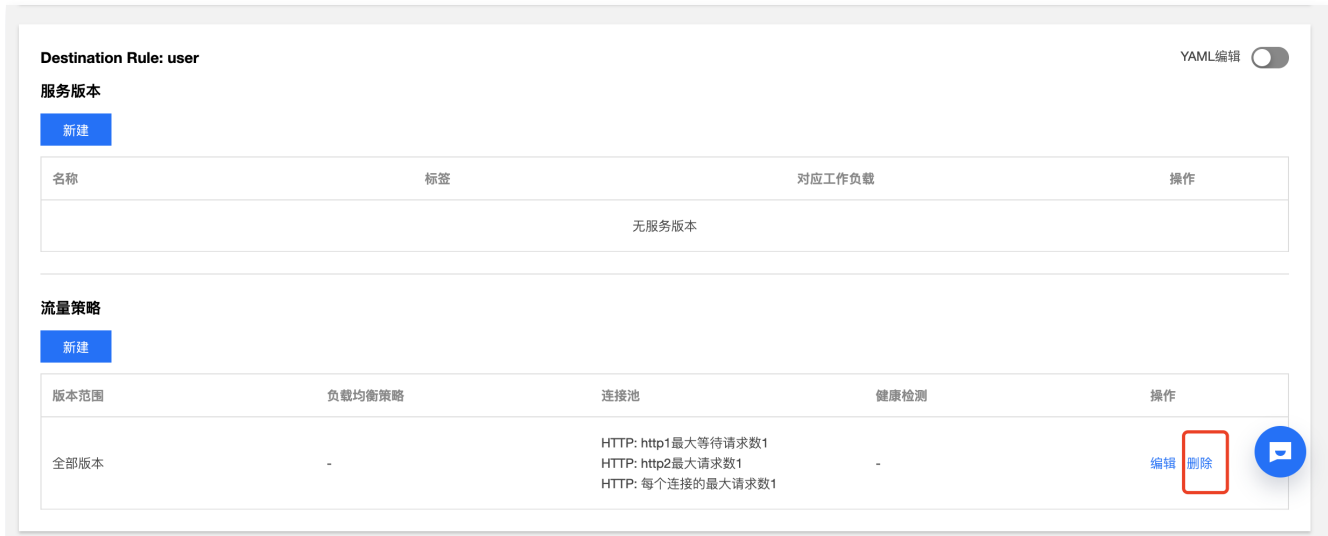 Destination Rule: user
YAML编辑
服务版本
新建
名称 标签 对应工作负载 操作
无服务版本
流量策略
新建
版本范围 负载均衡策略 连接池 健康检测 操作
HTTP: http1最大等待请求数1
全部版本 - HTTP: http2最大请求数1 - 编辑 删除
HTTP: 每个连接的最大请求数1